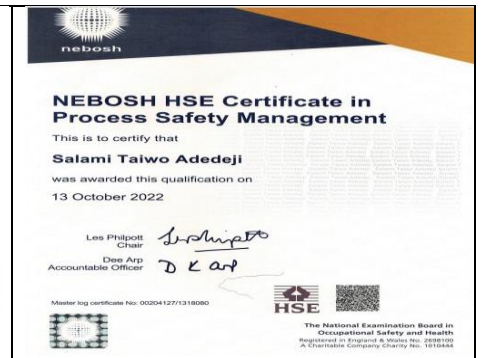 nebosh
NEBOSH HSE Certificate in
Process Safety Management
This is to certify that
Salami Taiwo Adedeji
was awarded this qualification on
13 October 2022
Les Philpott
Chair
Dee Arp
Accountable Officer
D K Arp
Master log certificate No: 00204127/1318080
HSE
The National Examination Board in
Occupational Safety and Health
Registered in England & Wales No. 2698100
A Charitable Company Charity No. 1010444